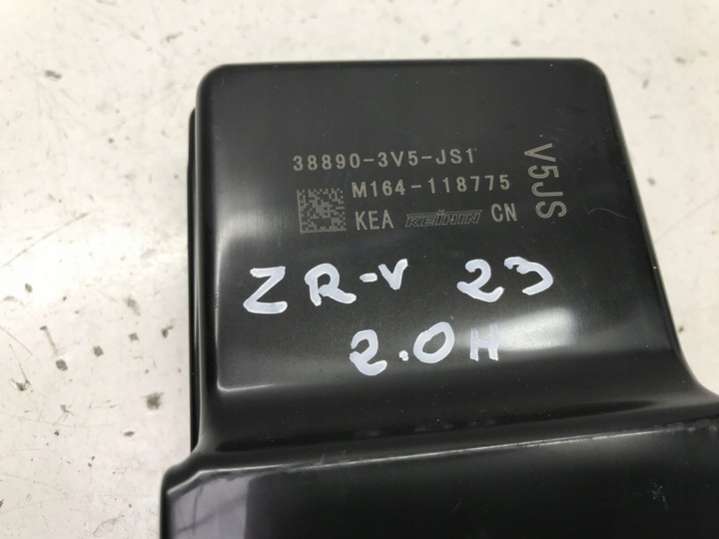 38890-3V5-JS1
M164-118775
KEA KEIHIN CN
V5JS
ZR-V 23
2.0H